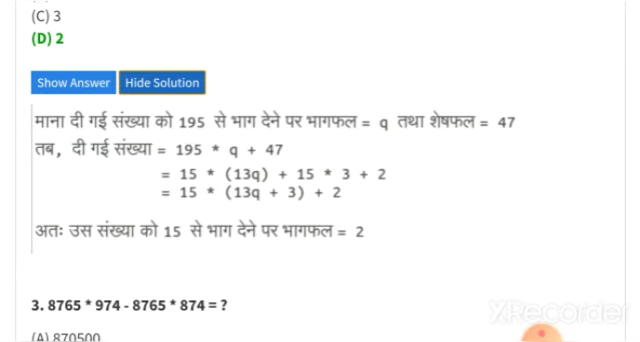 (C) 3
(D) 2
Show Answer Hide Solution
माना दी गई संख्या को 195 से भाग देने पर भागफल = q तथा शेषफल = 47
तब, दी गई संख्या = 195 * q + 47
= 15 * (13q) + 15 * 3 + 2
= 15 * (13q + 3) + 2
अतः उस संख्या को 15 से भाग देने पर भागफल = 2
3. 8765 * 974 - 8765 * 874 = ?
XRecorder
(A) 870500